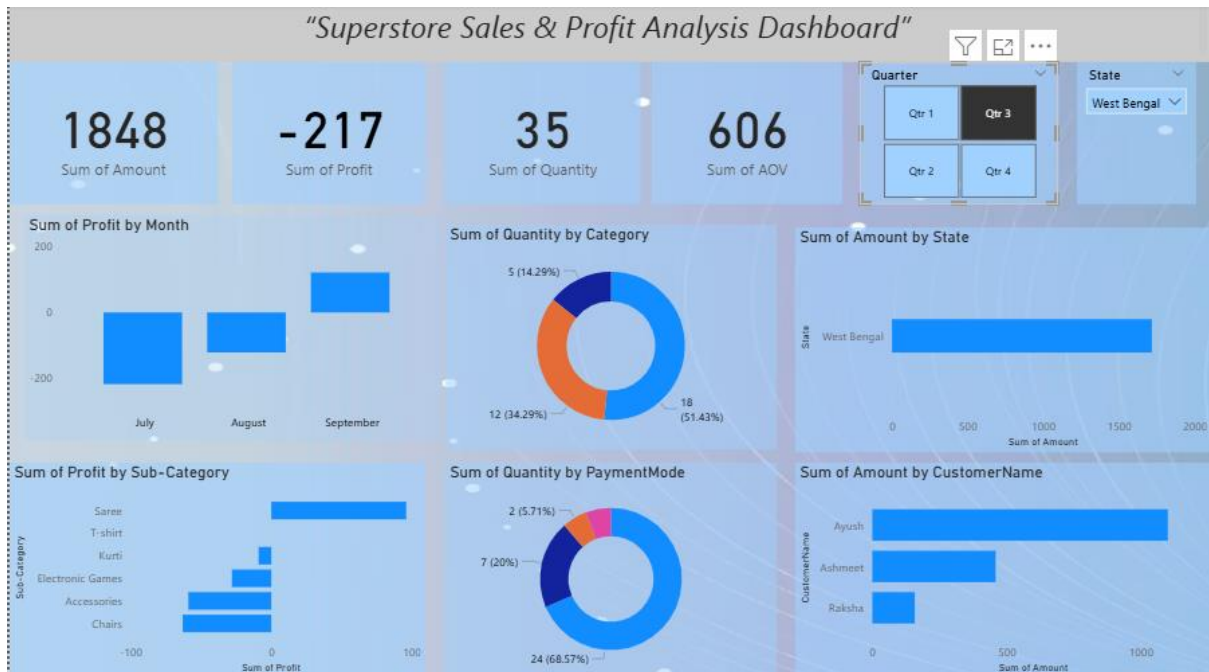 “Superstore Sales & Profit Analysis Dashboard”
1848
Sum of Amount
-217
Sum of Profit
35
Sum of Quantity
606
Sum of AOV
Quarter
Qtr 1
Qtr 3
Qtr 2
Qtr 4
State
West Bengal
Sum of Profit by Month
200
0
-200
July
August
September
Sum of Quantity by Category
5 (14.29%)
12 (34.29%)
18
(51.43%)
Sum of Amount by State
State
West Bengal
0
500
1000
1500
2000
Sum of Amount
Sum of Profit by Sub-Category
Sub-Category
Saree
T-shirt
Kurti
Electronic Games
Accessories
Chairs
-100
0
100
Sum of Profit
Sum of Quantity by PaymentMode
2 (5.71%)
7 (20%)
24 (68.57%)
Sum of Amount by CustomerName
CustomerName
Ayush
Ashmeet
Raksha
0
500
1000
Sum of Amount